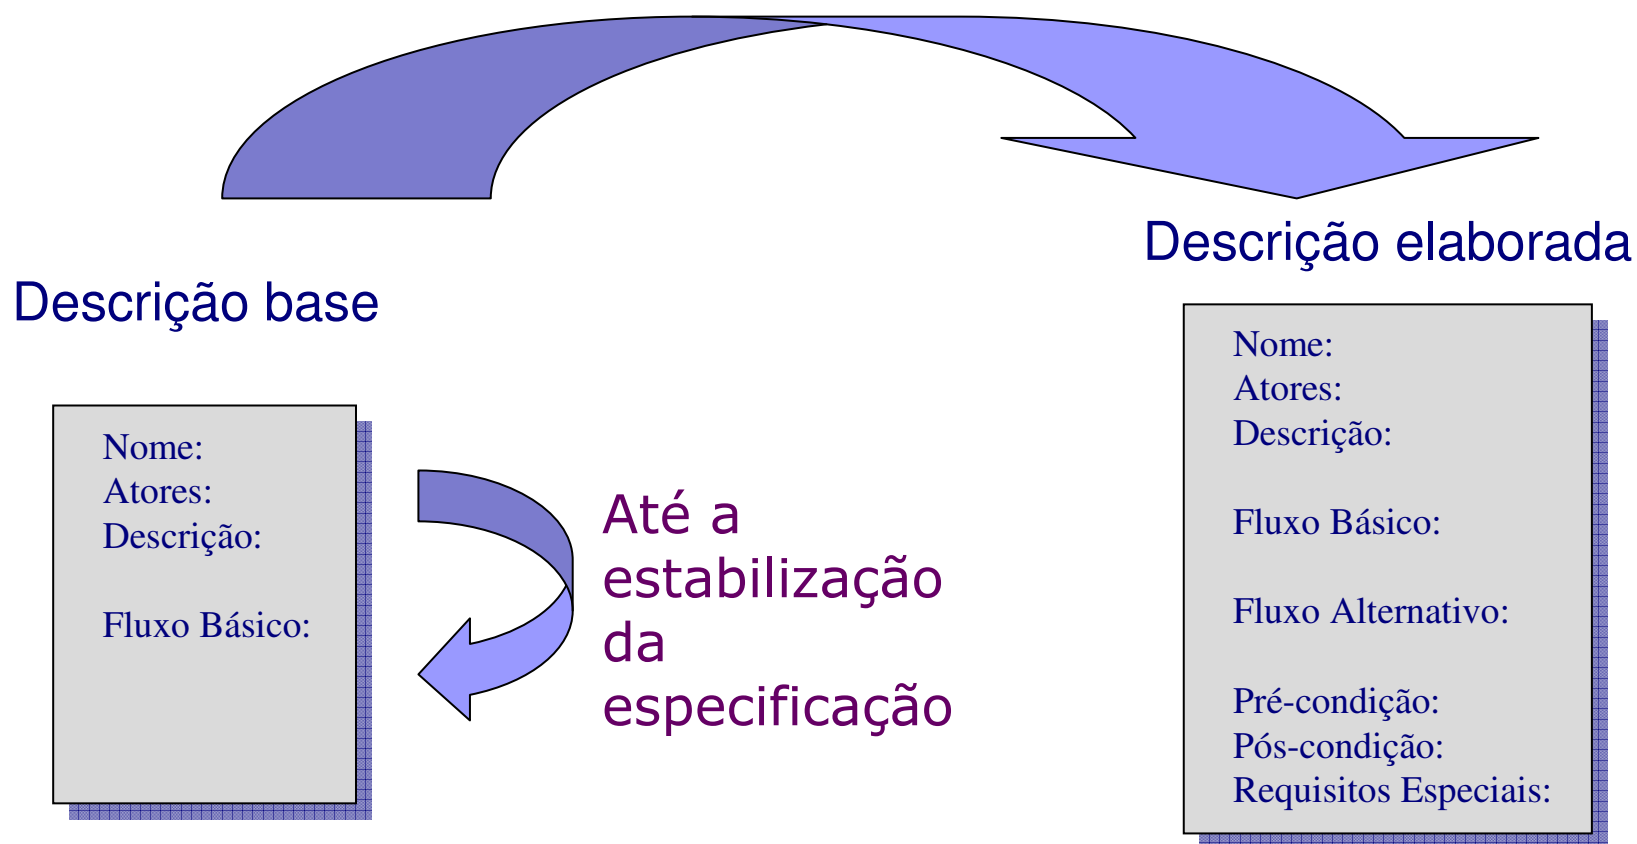 Descrição base
Nome:
Atores:
Descrição:
Fluxo Básico:
Até a
estabilização
da
especificação
Descrição elaborada
Nome:
Atores:
Descrição:
Fluxo Básico:
Fluxo Alternativo:
Pré-condição:
Pós-condição:
Requisitos Especiais: